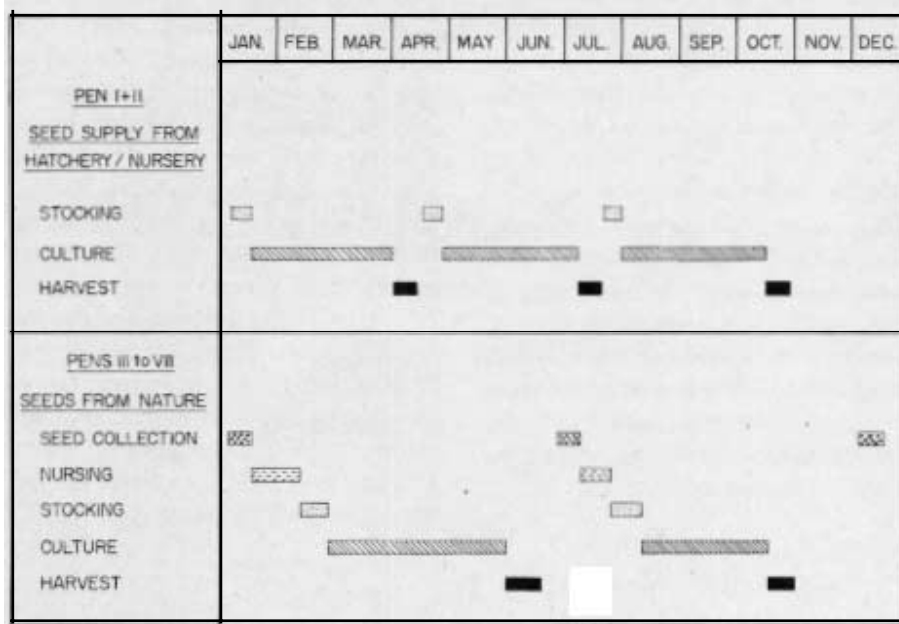 JAN. FEB. MAR. APR. MAY JUN. JUL. AUG. SEP. OCT. NOV. DEC.
PEN I+II
SEED SUPPLY FROM
HATCHERY / NURSERY
STOCKING
CULTURE
HARVEST
PENS III to VII
SEEDS FROM NATURE
SEED COLLECTION
NURSING
STOCKING
CULTURE
HARVEST